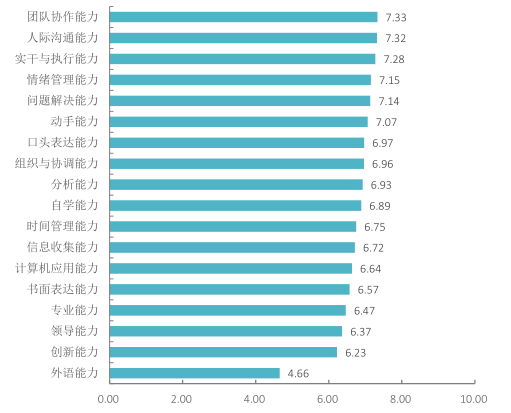 团队协作能力 7.33
人际沟通能力 7.32
实干与执行能力 7.28
情绪管理能力 7.15
问题解决能力 7.14
动手能力 7.07
口头表达能力 6.97
组织与协调能力 6.96
分析能力 6.93
自学能力 6.89
时间管理能力 6.75
信息收集能力 6.72
计算机应用能力 6.64
书面表达能力 6.57
专业能力 6.47
领导能力 6.37
创新能力 6.23
外语能力 4.66
0.00 2.00 4.00 6.00 8.00 10.00